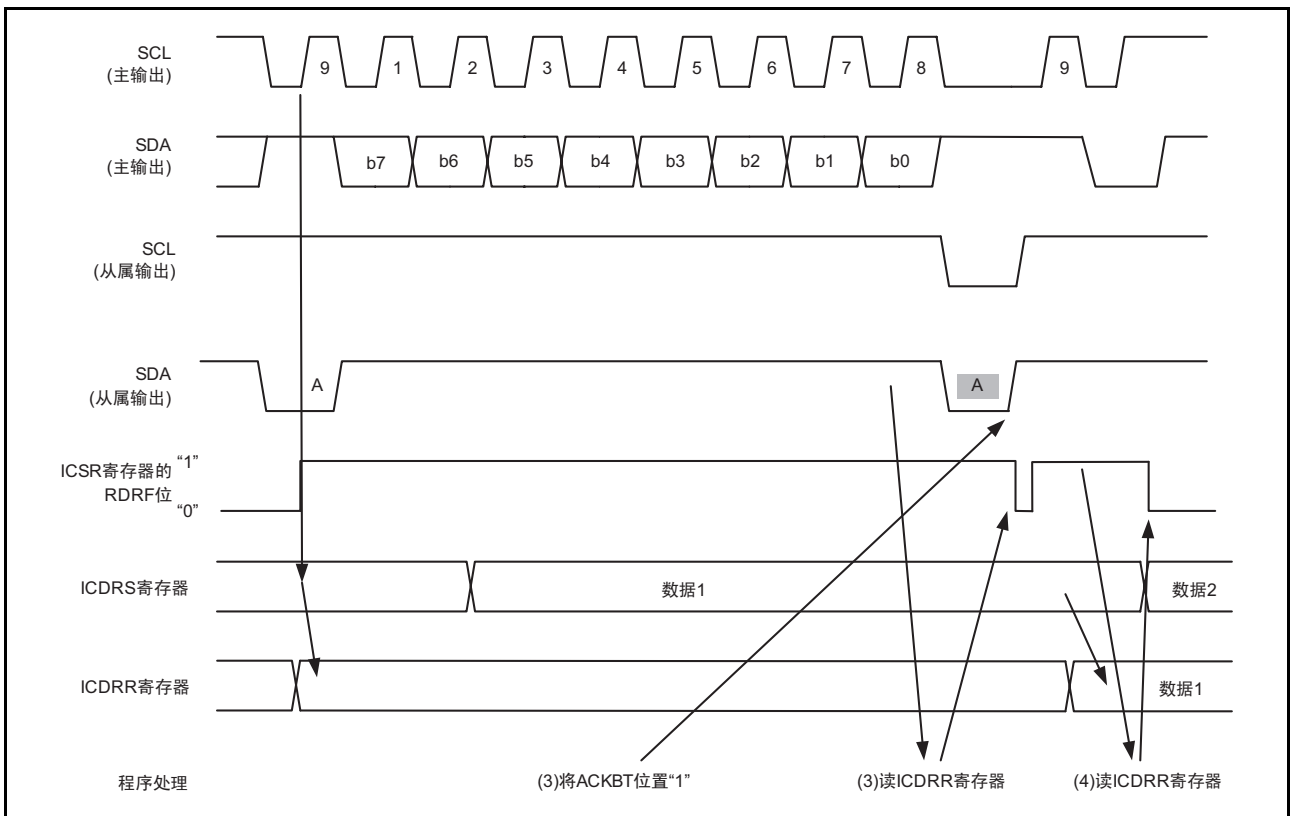 SCL
(主输出)
9 1 2 3 4 5 6 7 8 9
SDA
(主输出)
b7 b6 b5 b4 b3 b2 b1 b0
SCL
(从属输出)
SDA
(从属输出)
A A
ICSR寄存器的 “1”
RDRF位
“0”
ICDRS寄存器 数据1 数据2
ICDRR寄存器 数据1
程序处理 (3)将ACKBT位置“1” (3)读ICDRR寄存器 (4)读ICDRR寄存器